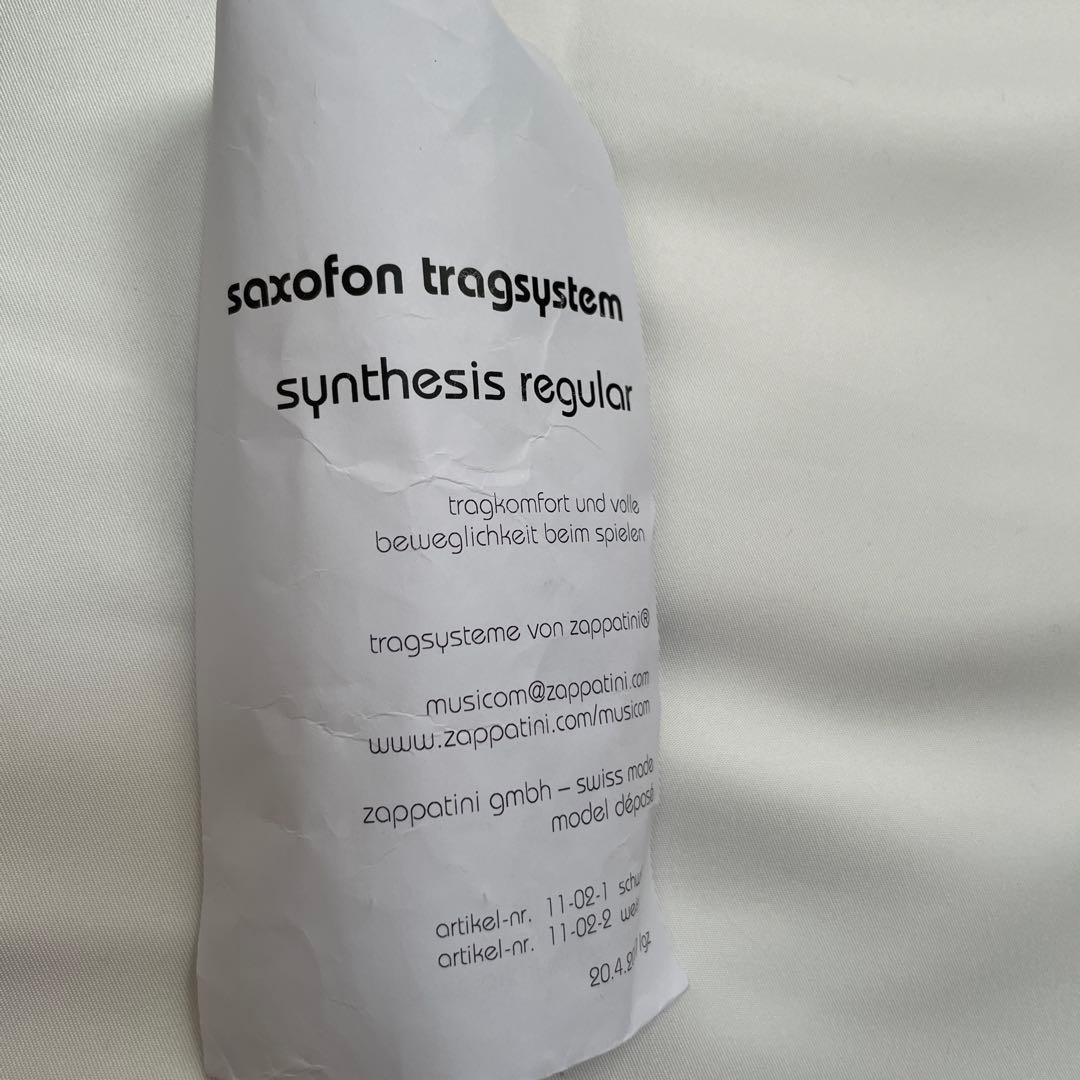 saxofon tragsystem
synthesis regular
tragkomfort und volle
beweglichkeit beim spielen
tragsysteme von zappatini®
musicom@zappatini.com
www.zappatini.com/musicom
zappatini gmbh – swiss made
model déposé
artikel-nr. 11-02-1
artikel-nr. 11-02-2